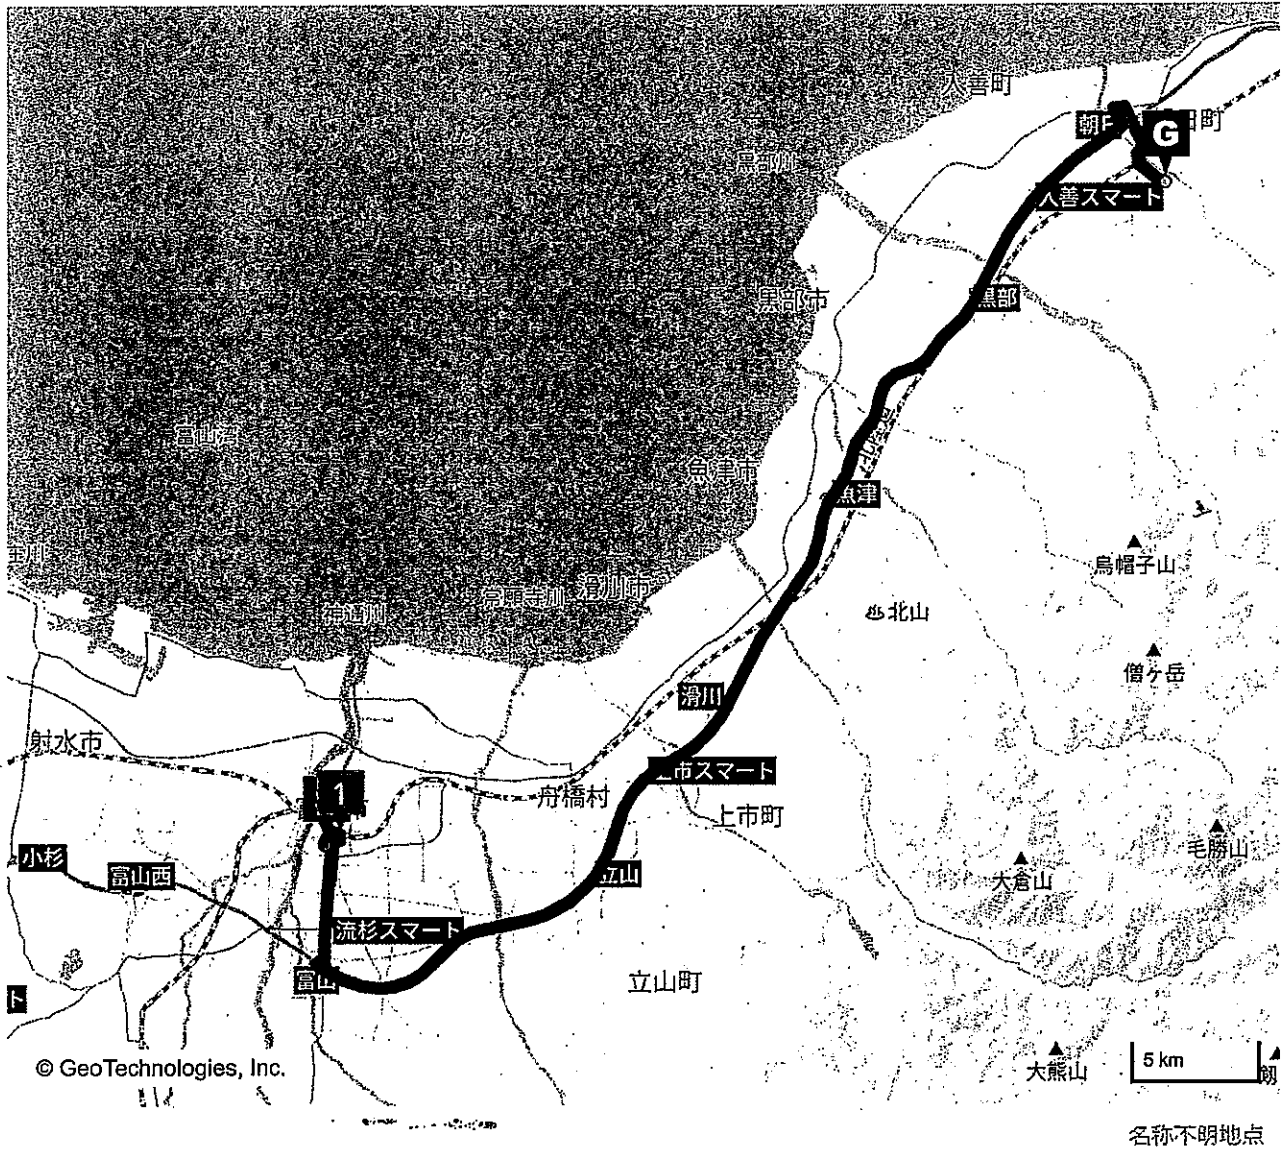 入善町
朝日
田町
G
黒部川
入善スマート
黒部市
黒部
富山湾
魚津市
魚津
烏帽子山
常願寺川
滑川市
神通川
北山
僧ヶ岳
滑川
射水市
上市スマート
1
舟橋村
上市町
毛勝山
小杉
富山西
立山
大倉山
流杉スマート
富山
立山町
ト
© GeoTechnologies, Inc.
大熊山
5 km
名称不明地点